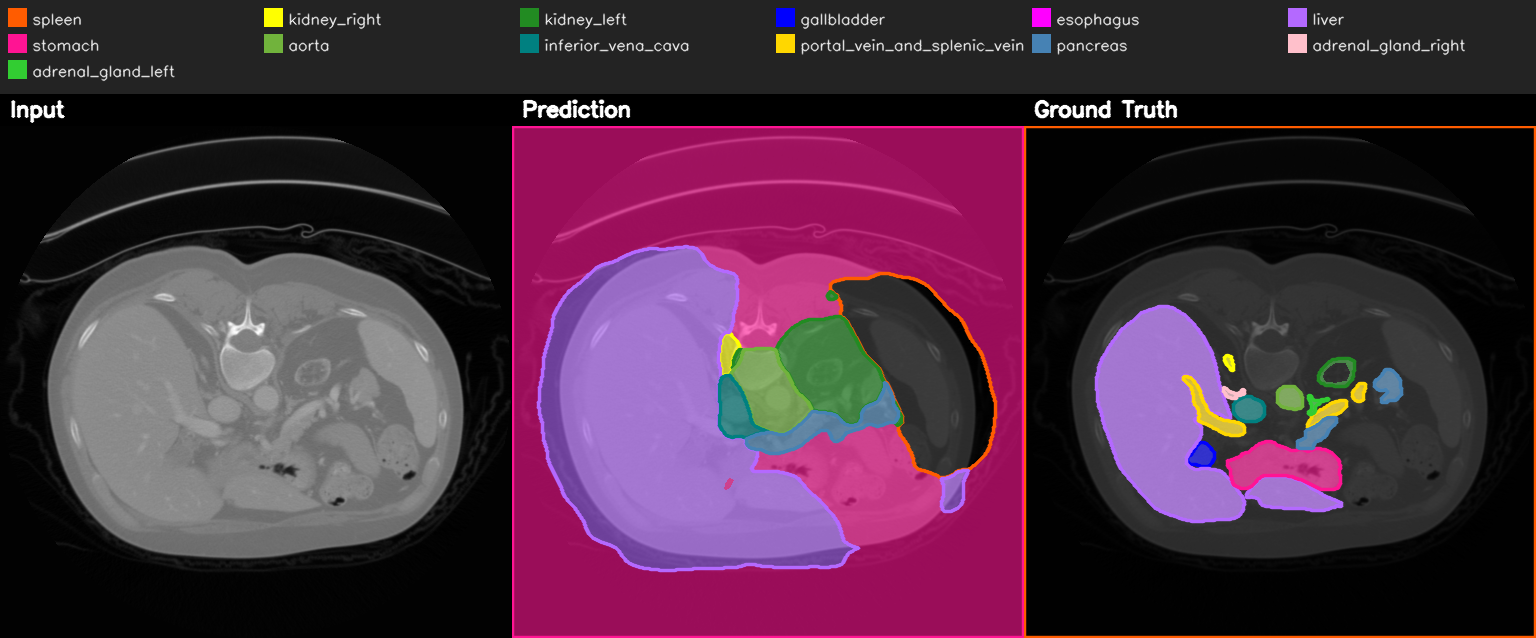 spleen kidney_right kidney_left gallbladder esophagus liver
stomach aorta inferior_vena_cava portal_vein_and_splenic_vein pancreas adrenal_gland_right
adrenal_gland_left
Input Prediction Ground Truth